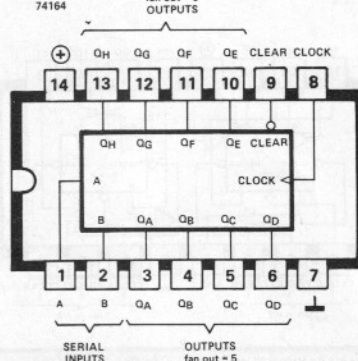 74164
OUTPUTS
QH QG QF QE CLEAR CLOCK
14 13 12 11 10 9 8
QH QG QF QE CLEAR
A CLOCK
B QA QB QC QD
1 2 3 4 5 6 7
A B QA QB QC QD
SERIAL INPUTS
OUTPUTS
fan out = 5